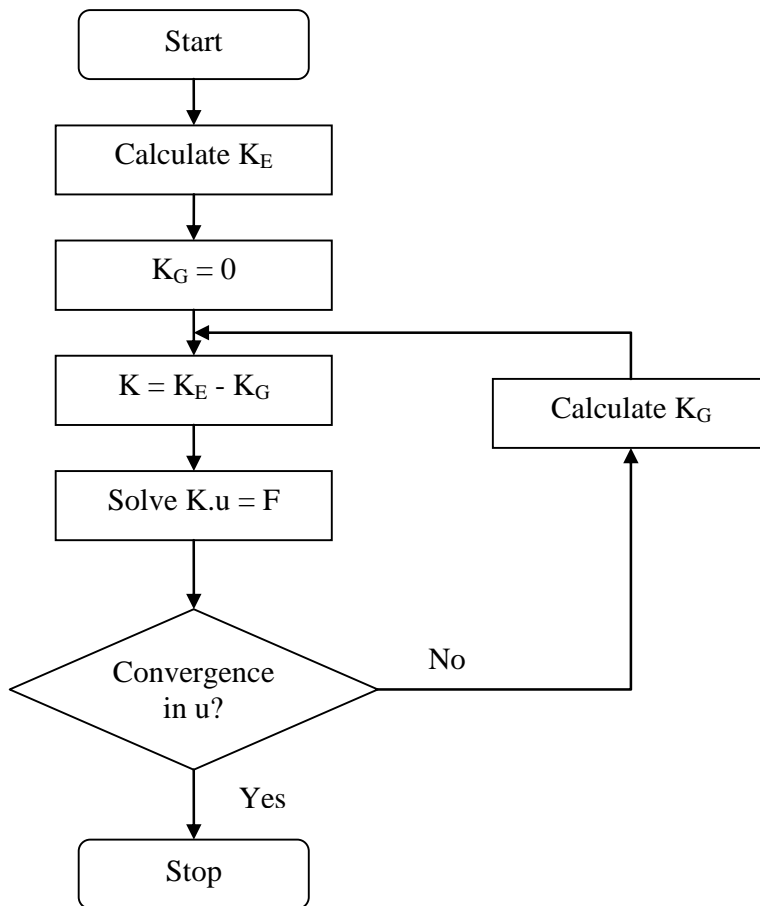 Start
Calculate K_E
K_G = 0
K = K_E - K_G
Calculate K_G
Solve K.u = F
Convergence
in u?
No
Yes
Stop